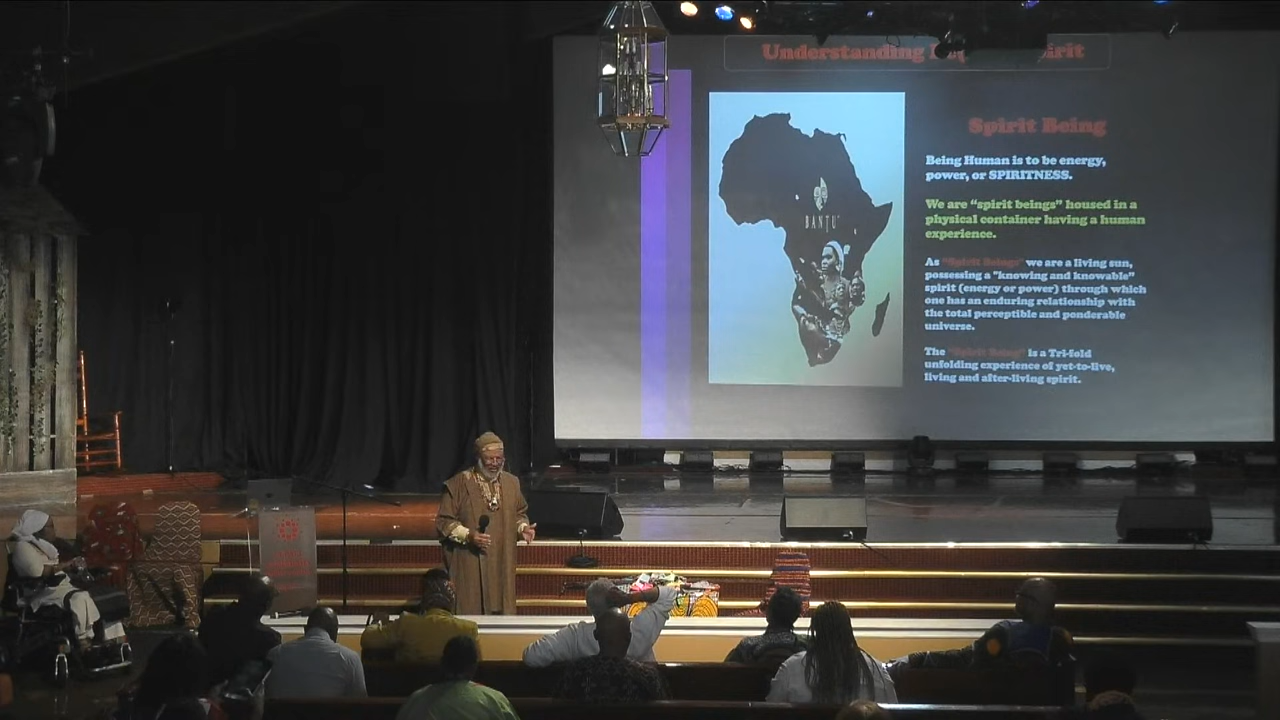 Understanding
Spirit Being
Being Human is to be energy,
power, or SPIRITNESS.
We are “spirit beings” housed in a
physical container having a human
experience.
As "Spirit Beings" we are a living sun,
possessing a "knowing and knowable"
spirit (energy or power) through which
one has an enduring relationship with
the total perceptible and ponderable
universe.
The "Spirit Being" is a Tri-fold
unfolding experience of yet-to-live,
living and after-living spirit.
BANTU